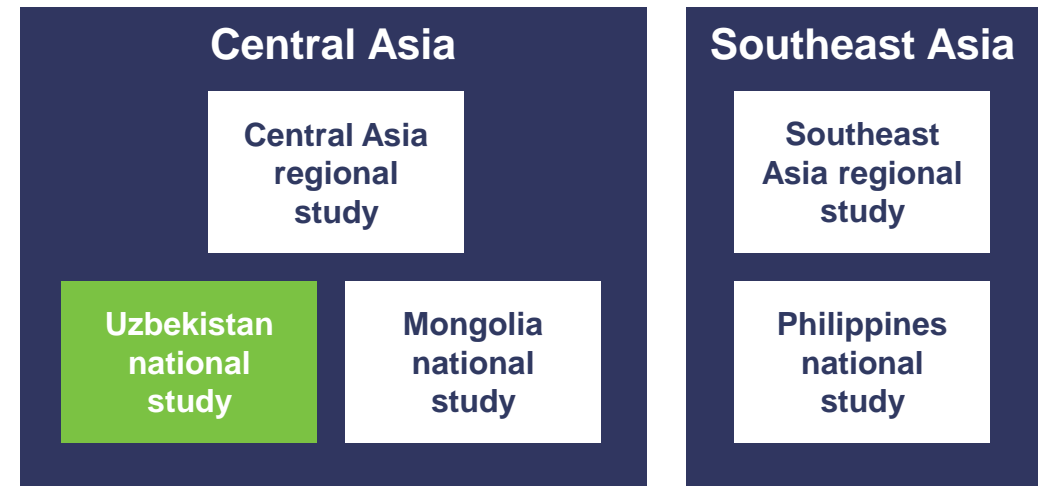 Central Asia
Central Asia
regional
study
Uzbekistan
national
study
Mongolia
national
study
Southeast Asia
Southeast
Asia regional
study
Philippines
national
study